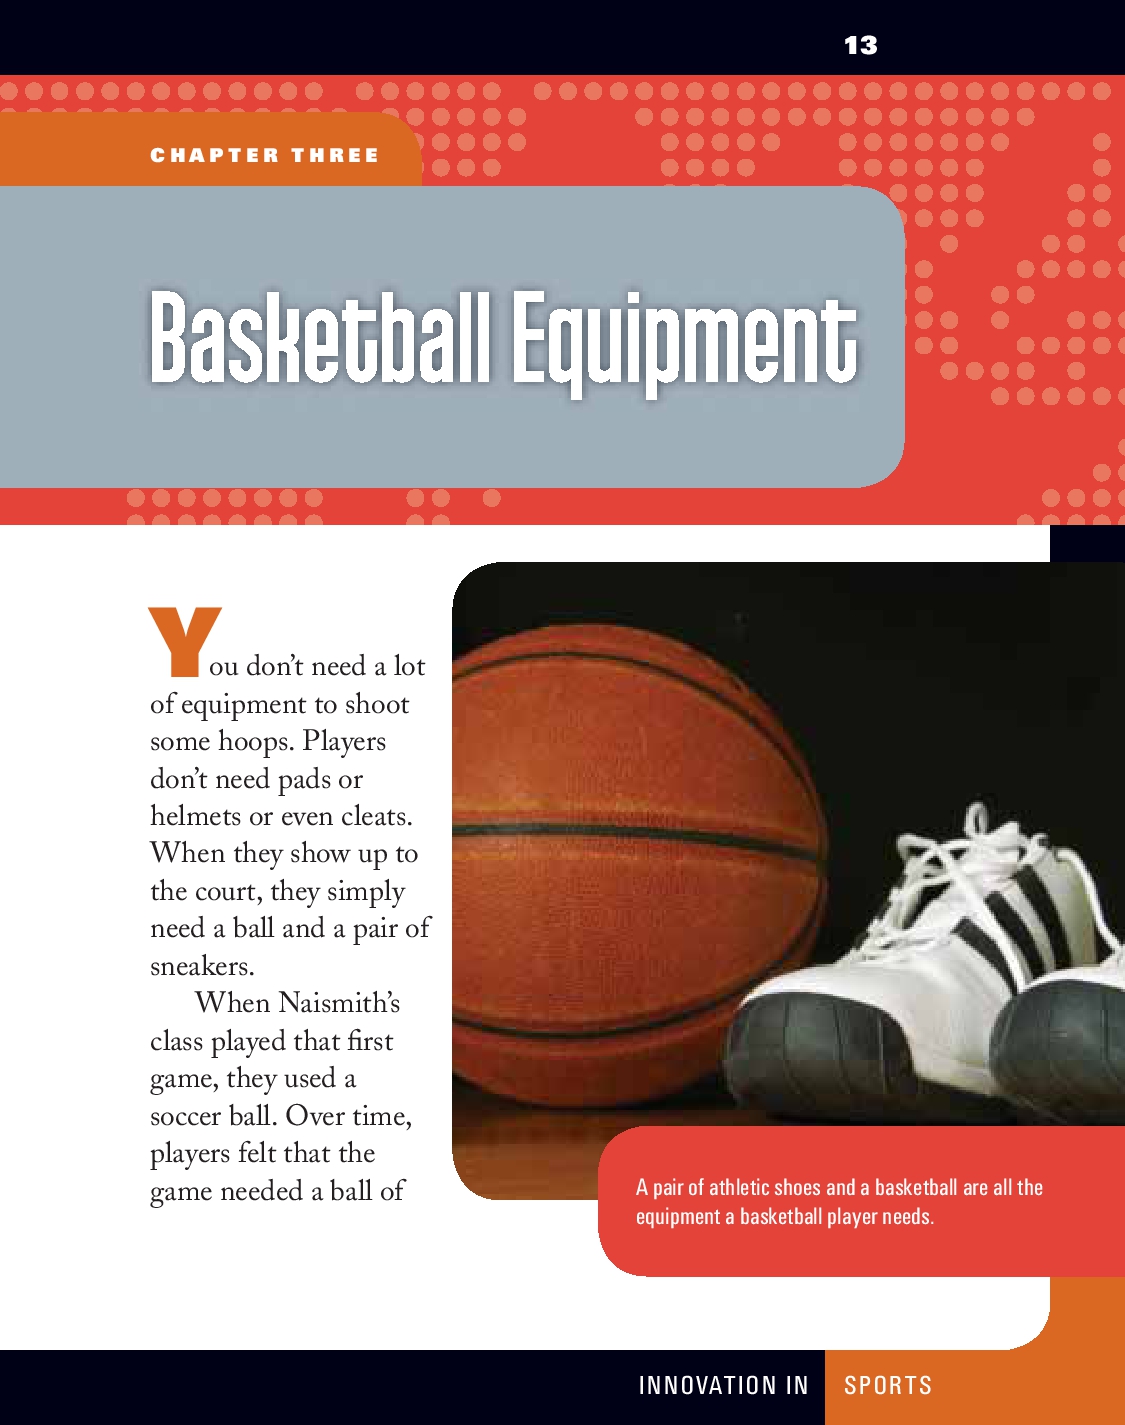 13
CHAPTER THREE
Basketball Equipment
You don’t need a lot
of equipment to shoot
some hoops. Players
don’t need pads or
helmets or even cleats.
When they show up to
the court, they simply
need a ball and a pair of
sneakers.
When Naismith’s
class played that first
game, they used a
soccer ball. Over time,
players felt that the
game needed a ball of
A pair of athletic shoes and a basketball are all the
equipment a basketball player needs.
INNOVATION IN SPORTS